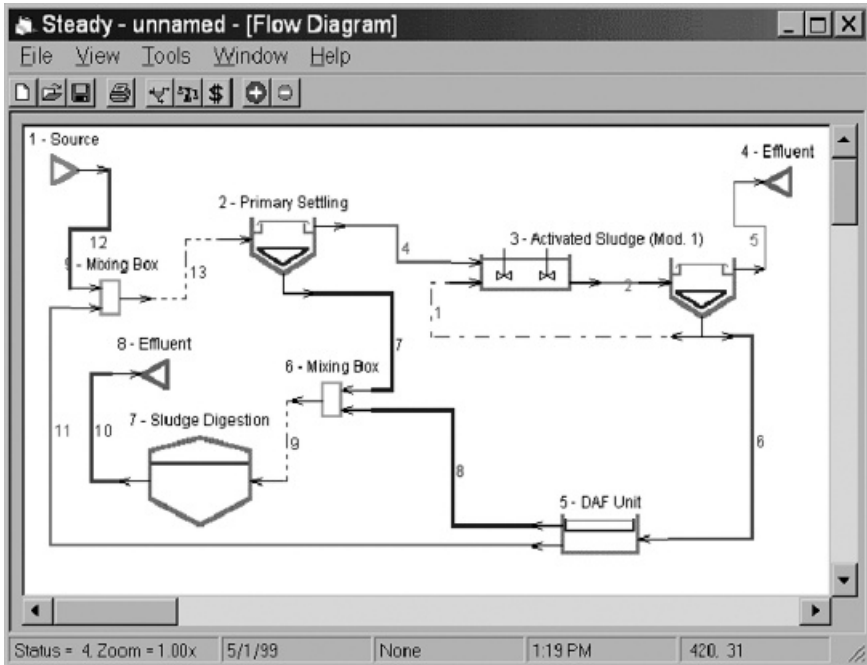 Steady - unnamed - [Flow Diagram]
File View Tools Window Help
$
1 - Source
4 - Effluent
2 - Primary Settling
3 - Activated Sludge (Mod. 1)
4
5
12
9 - Mixing Box
13
2
1
8 - Effluent
7
6 - Mixing Box
7 - Sludge Digestion
11
10
9
8
6
5 - DAF Unit
Status = 4, Zoom = 1.00x 5/1/99 None 1:19 PM 420, 31